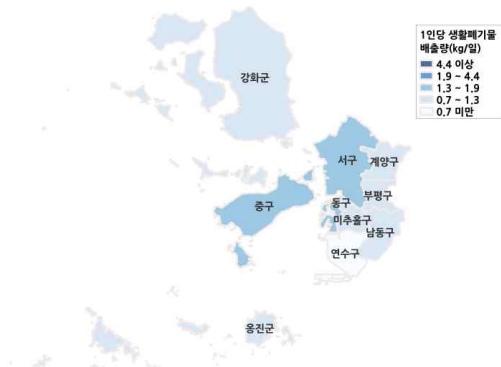 1인당 생활폐기물
배출량(kg/일)
4.4 이상
1.9 ~ 4.4
1.3 ~ 1.9
0.7 ~ 1.3
0.7 미만
강화군
서구
계양구
부평구
동구
중구
미추홀구
남동구
연수구
옹진군